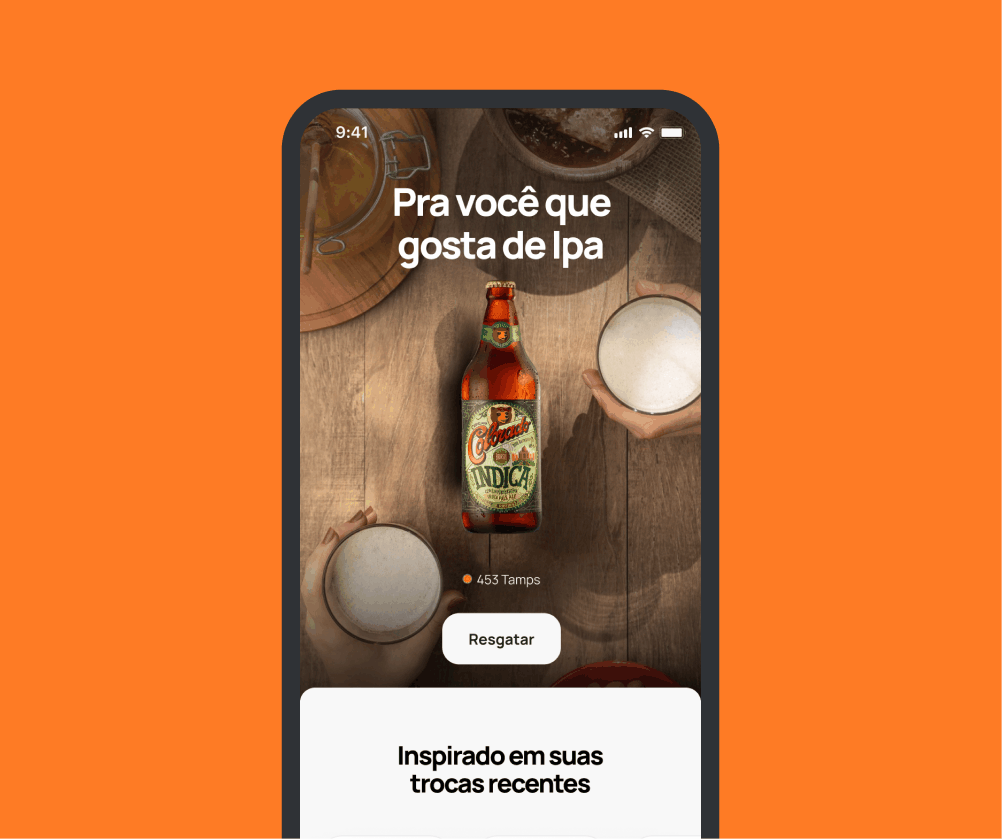 9:41
Pra você que
gosta de Ipa
Colorado
INDICA
453 Tamps
Resgatar
Inspirado em suas
trocas recentes